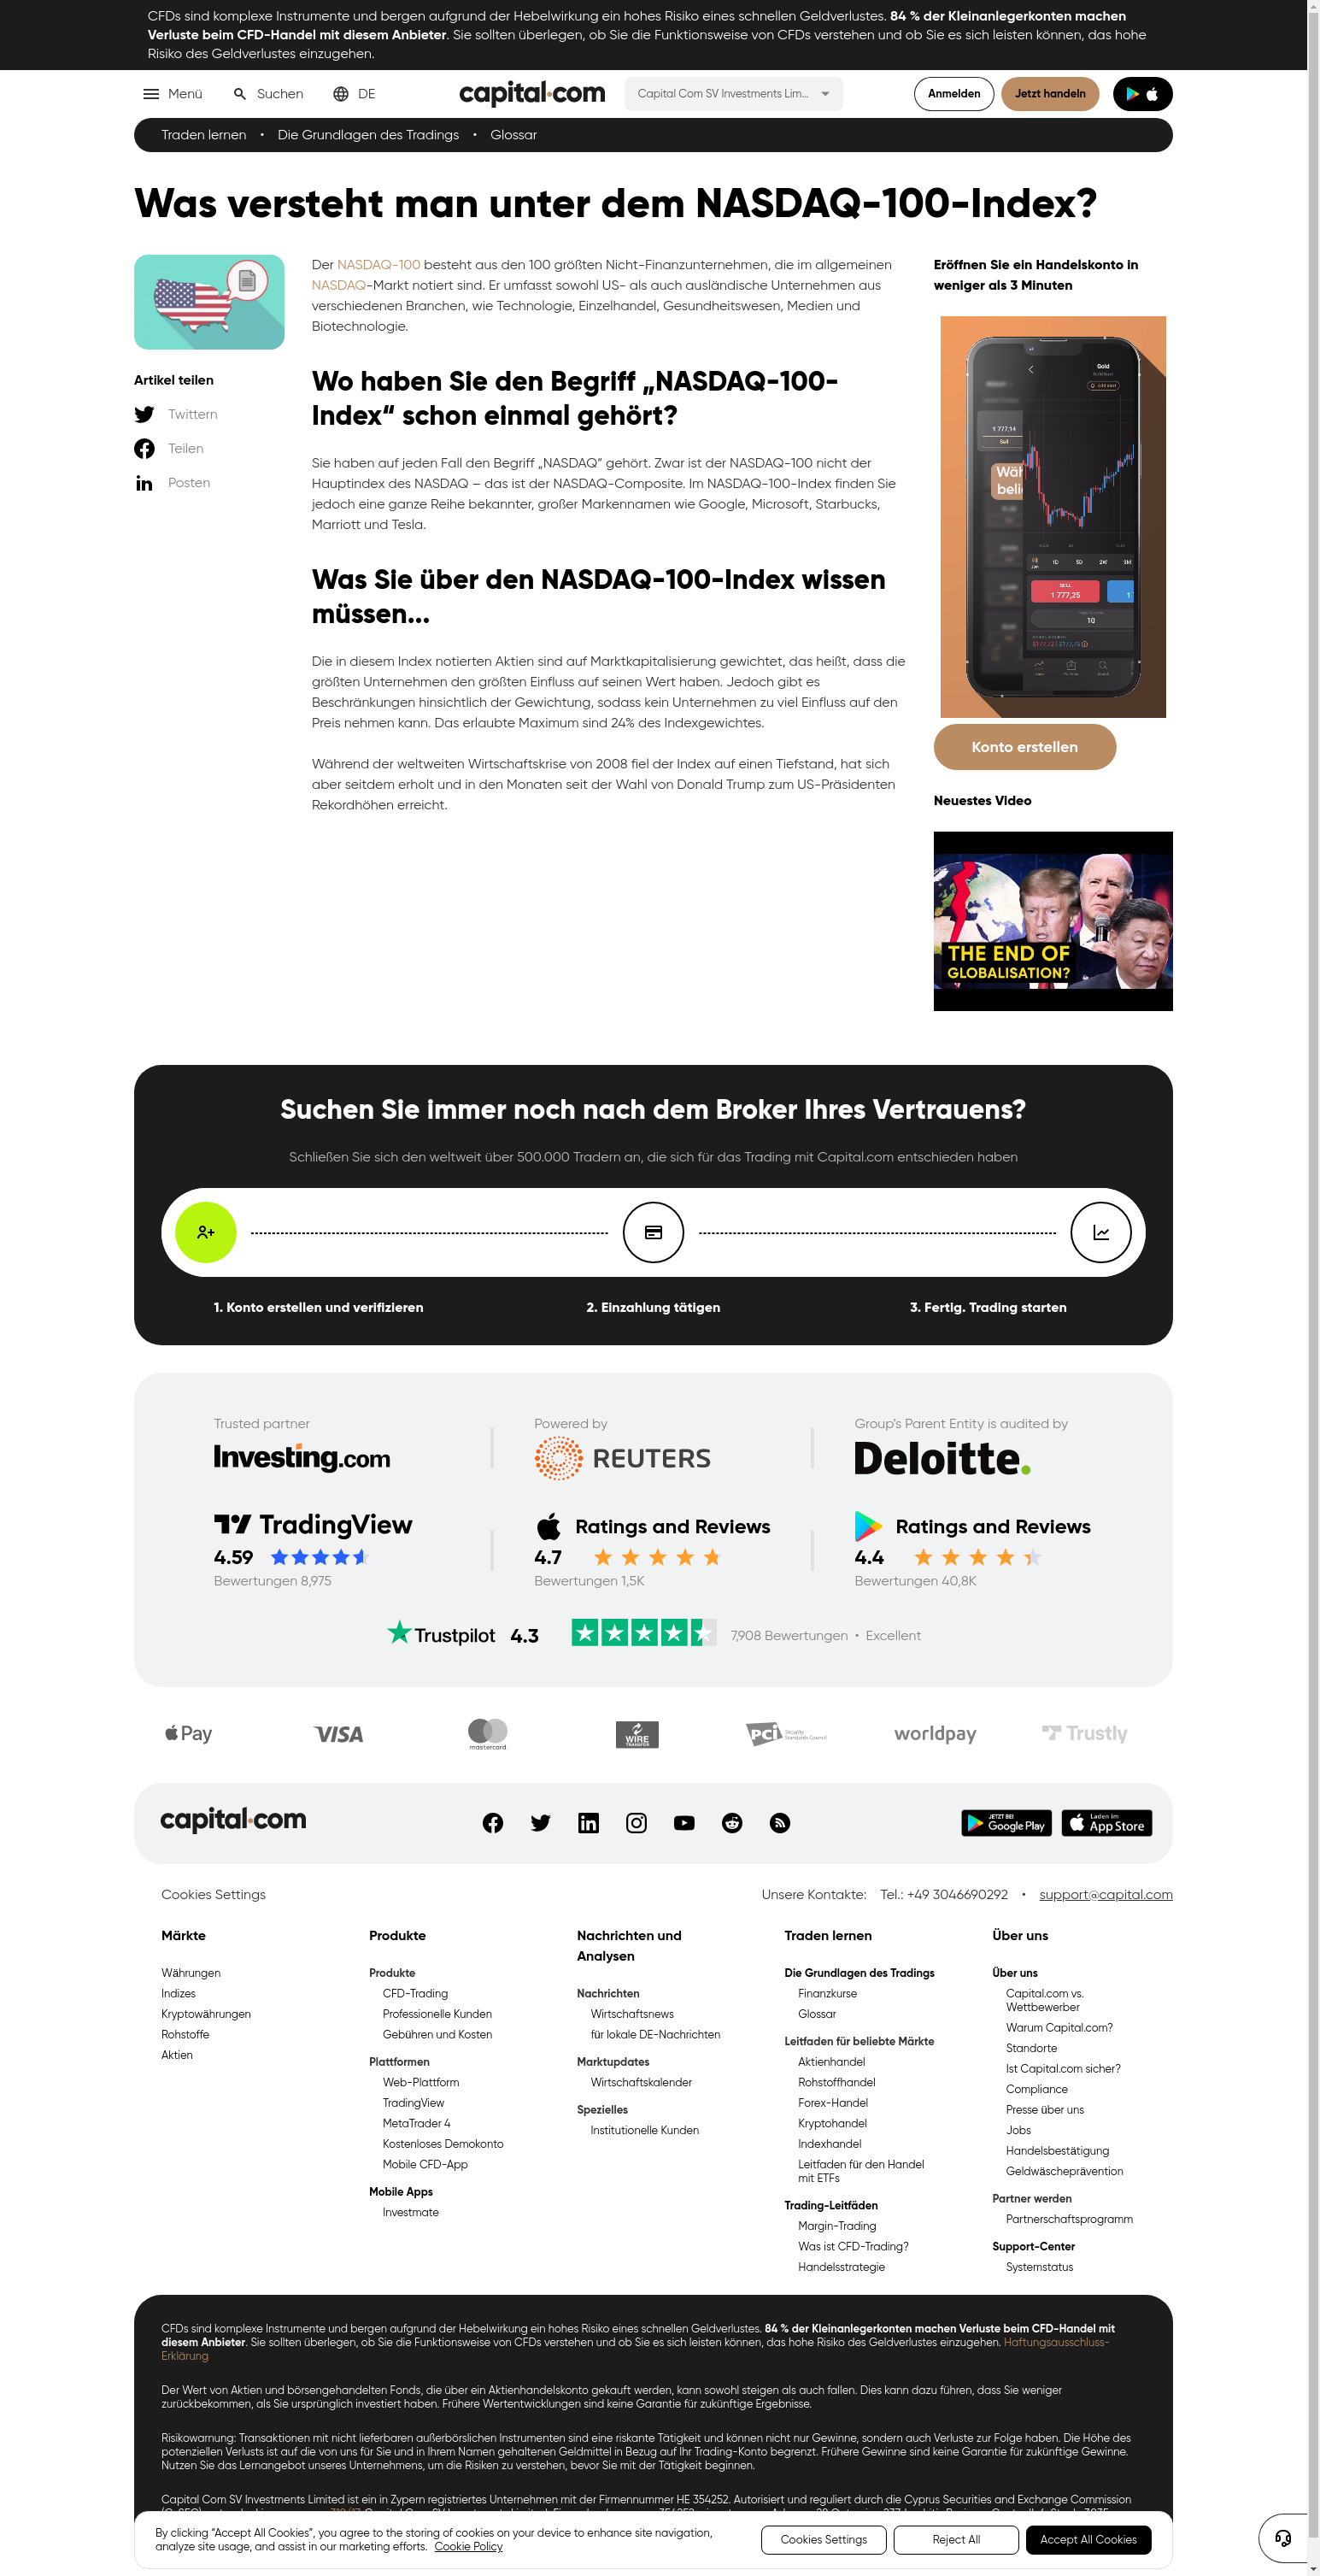 CFDs sind komplexe Instrumente und bergen aufgrund der Hebelwirkung ein hohes Risiko eines schnellen Geldverlustes. 84 % der Kleinanlegerkonten machen
Verluste beim CFD-Handel mit diesem Anbieter. Sie sollten überlegen, ob Sie die Funktionsweise von CFDs verstehen und ob Sie es sich leisten können, das hohe
Risiko des Geldverlustes einzugehen.
Menü
Suchen
DE
capital.com
Capital Com SV Investments Lim...
Anmelden
Jetzt handeln
Traden lernen • Die Grundlagen des Tradings • Glossar
Was versteht man unter dem NASDAQ-100-Index?
Artikel teilen
Twittern
Teilen
Posten
Der NASDAQ-100 besteht aus den 100 größten Nicht-Finanzunternehmen, die im allgemeinen
NASDAQ-Markt notiert sind. Er umfasst sowohl US- als auch ausländische Unternehmen aus
verschiedenen Branchen, wie Technologie, Einzelhandel, Gesundheitswesen, Medien und
Biotechnologie.
Wo haben Sie den Begriff „NASDAQ-100-
Index“ schon einmal gehört?
Sie haben auf jeden Fall den Begriff „NASDAQ“ gehört. Zwar ist der NASDAQ-100 nicht der
Hauptindex des NASDAQ – das ist der NASDAQ-Composite. Im NASDAQ-100-Index finden Sie
jedoch eine ganze Reihe bekannter, großer Markennamen wie Google, Microsoft, Starbucks,
Marriott und Tesla.
Was Sie über den NASDAQ-100-Index wissen
müssen...
Die in diesem Index notierten Aktien sind auf Marktkapitalisierung gewichtet, das heißt, dass die
größten Unternehmen den größten Einfluss auf seinen Wert haben. Jedoch gibt es
Beschränkungen hinsichtlich der Gewichtung, sodass kein Unternehmen zu viel Einfluss auf den
Preis nehmen kann. Das erlaubte Maximum sind 24% des Indexgewichtes.
Während der weltweiten Wirtschaftskrise von 2008 fiel der Index auf einen Tiefstand, hat sich
aber seitdem erholt und in den Monaten seit der Wahl von Donald Trump zum US-Präsidenten
Rekordhöhen erreicht.
Eröffnen Sie ein Handelskonto in
weniger als 3 Minuten
Gold
1 777,14
Sell
Wäh
belie
1D 5D 2W
SELL
1 777,25
10
Konto erstellen
Neuestes Video
THE END OF
GLOBALISATION?
Suchen Sie immer noch nach dem Broker Ihres Vertrauens?
Schließen Sie sich den weltweit über 500.000 Tradern an, die sich für das Trading mit Capital.com entschieden haben
1. Konto erstellen und verifizieren
2. Einzahlung tätigen
3. Fertig. Trading starten
Trusted partner
Investing.com
Powered by
REUTERS
Group's Parent Entity is audited by
Deloitte.
TradingView
4.59
Bewertungen 8,975
Ratings and Reviews
4.7
Bewertungen 1,5K
Ratings and Reviews
4.4
Bewertungen 40,8K
Trustpilot 4.3 7,908 Bewertungen • Excellent
Pay
VISA
mastercard
WIRE
TRANSFER
PCI Security
Standards Council
worldpay
Trustly
capital.com
JETZT BEI
Google Play
Laden im
App Store
Cookies Settings
Unsere Kontakte: Tel.: +49 3046690292 • support@capital.com
Märkte
Währungen
Indizes
Kryptowährungen
Rohstoffe
Aktien
Produkte
Produkte
CFD-Trading
Professionelle Kunden
Gebühren und Kosten
Plattformen
Web-Plattform
TradingView
MetaTrader 4
Kostenloses Demokonto
Mobile CFD-App
Mobile Apps
Investmate
Nachrichten und
Analysen
Nachrichten
Wirtschaftsnews
für lokale DE-Nachrichten
Marktupdates
Wirtschaftskalender
Spezielles
Institutionelle Kunden
Traden lernen
Die Grundlagen des Tradings
Finanzkurse
Glossar
Leitfaden für beliebte Märkte
Aktienhandel
Rohstoffhandel
Forex-Handel
Kryptohandel
Indexhandel
Leitfaden für den Handel
mit ETFs
Trading-Leitfäden
Margin-Trading
Was ist CFD-Trading?
Handelsstrategie
Über uns
Über uns
Capital.com vs.
Wettbewerber
Warum Capital.com?
Standorte
Ist Capital.com sicher?
Compliance
Presse über uns
Jobs
Handelsbestätigung
Geldwäscheprävention
Partner werden
Partnerschaftsprogramm
Support-Center
Systemstatus
CFDs sind komplexe Instrumente und bergen aufgrund der Hebelwirkung ein hohes Risiko eines schnellen Geldverlustes. 84 % der Kleinanlegerkonten machen Verluste beim CFD-Handel mit
diesem Anbieter. Sie sollten überlegen, ob Sie die Funktionsweise von CFDs verstehen und ob Sie es sich leisten können, das hohe Risiko des Geldverlustes einzugehen. Haftungsausschluss-
Erklärung
Der Wert von Aktien und börsengehandelten Fonds, die über ein Aktienhandelskonto gekauft werden, kann sowohl steigen als auch fallen. Dies kann dazu führen, dass Sie weniger
zurückbekommen, als Sie ursprünglich investiert haben. Frühere Wertentwicklungen sind keine Garantie für zukünftige Ergebnisse.
Risikowarnung: Transaktionen mit nicht lieferbaren außerbörslichen Instrumenten sind eine riskante Tätigkeit und können nicht nur Gewinne, sondern auch Verluste zur Folge haben. Die Höhe des
potenziellen Verlusts ist auf die von uns für Sie und in Ihrem Namen gehaltenen Geldmittel in Bezug auf Ihr Trading-Konto begrenzt. Frühere Gewinne sind keine Garantie für zukünftige Gewinne.
Nutzen Sie das Lernangebot unseres Unternehmens, um die Risiken zu verstehen, bevor Sie mit der Tätigkeit beginnen.
Capital Com SV Investments Limited ist ein in Zypern registriertes Unternehmen mit der Firmennummer HE 354252. Autorisiert und reguliert durch die Cyprus Securities and Exchange Commission
By clicking “Accept All Cookies”, you agree to the storing of cookies on your device to enhance site navigation,
analyze site usage, and assist in our marketing efforts. Cookie Policy
Cookies Settings
Reject All
Accept All Cookies